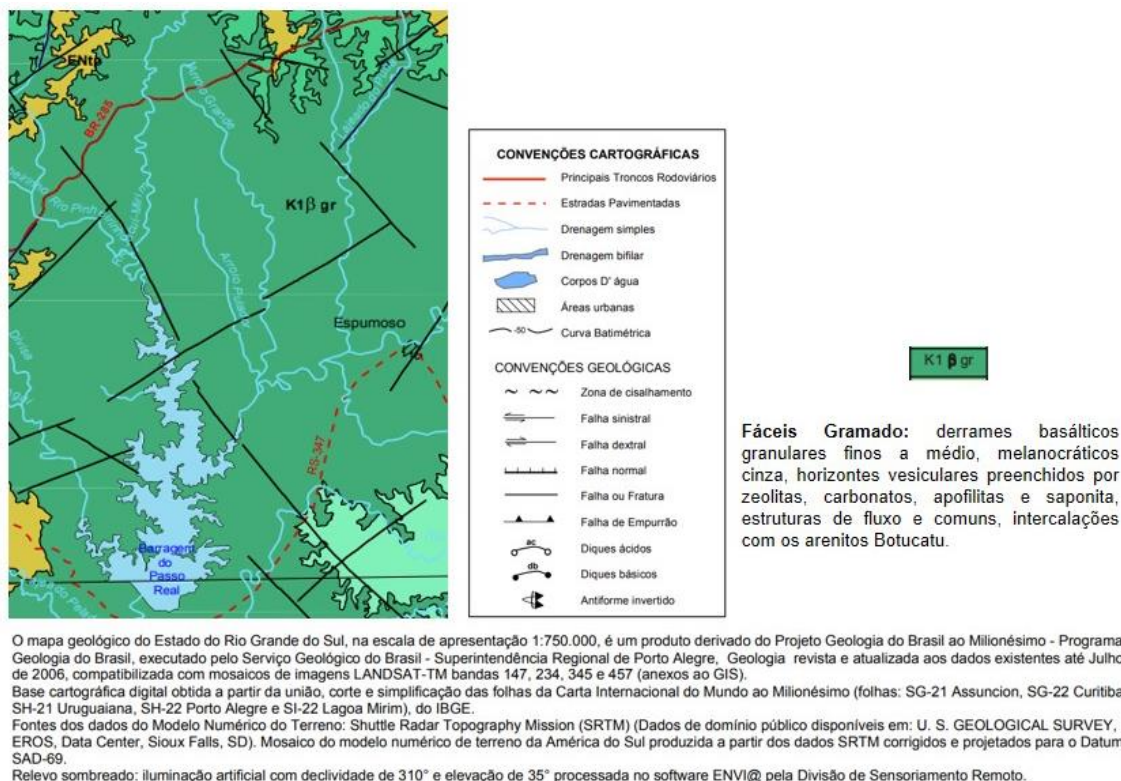 ENtp
BR-285
Arroio Grande
K1β gr
Arroio Puitã
Espumoso
RS-347
Barragem
do
Passo
Real
CONVENÇÕES CARTOGRÁFICAS
Principais Troncos Rodoviários
Estradas Pavimentadas
Drenagem simples
Drenagem bifilar
Corpos D' água
Áreas urbanas
-50
Curva Batimétrica
CONVENÇÕES GEOLÓGICAS
Zona de cisalhamento
Falha sinistral
Falha dextral
Falha normal
Falha ou Fratura
Falha de Empurrão
ac
Diques ácidos
db
Diques básicos
Antiforme invertido
K1 β gr
Fáceis Gramado: derrames basálticos
granulares finos a médio, melanocráticos
cinza, horizontes vesiculares preenchidos por
zeolitas, carbonatos, apofilitas e saponita,
estruturas de fluxo e comuns, intercalações
com os arenitos Botucatu.
O mapa geológico do Estado do Rio Grande do Sul, na escala de apresentação 1:750.000, é um produto derivado do Projeto Geologia do Brasil ao Milionésimo - Programa
Geologia do Brasil, executado pelo Serviço Geológico do Brasil - Superintendência Regional de Porto Alegre, Geologia revista e atualizada aos dados existentes até Julho
de 2006, compatibilizada com mosaicos de imagens LANDSAT-TM bandas 147, 234, 345 e 457 (anexos ao GIS).
Base cartográfica digital obtida a partir da união, corte e simplificação das folhas da Carta Internacional do Mundo ao Milionésimo (folhas: SG-21 Assuncion, SG-22 Curitiba,
SH-21 Uruguaiana, SH-22 Porto Alegre e SI-22 Lagoa Mirim), do IBGE.
Fontes dos dados do Modelo Numérico do Terreno: Shuttle Radar Topography Mission (SRTM) (Dados de domínio público disponíveis em: U. S. GEOLOGICAL SURVEY,
EROS, Data Center, Sioux Falls, SD). Mosaico do modelo numérico de terreno da América do Sul produzida a partir dos dados SRTM corrigidos e projetados para o Datum
SAD-69.
Relevo sombreado: iluminação artificial com declividade de 310° e elevação de 35° processada no software ENVI@ pela Divisão de Sensoriamento Remoto.